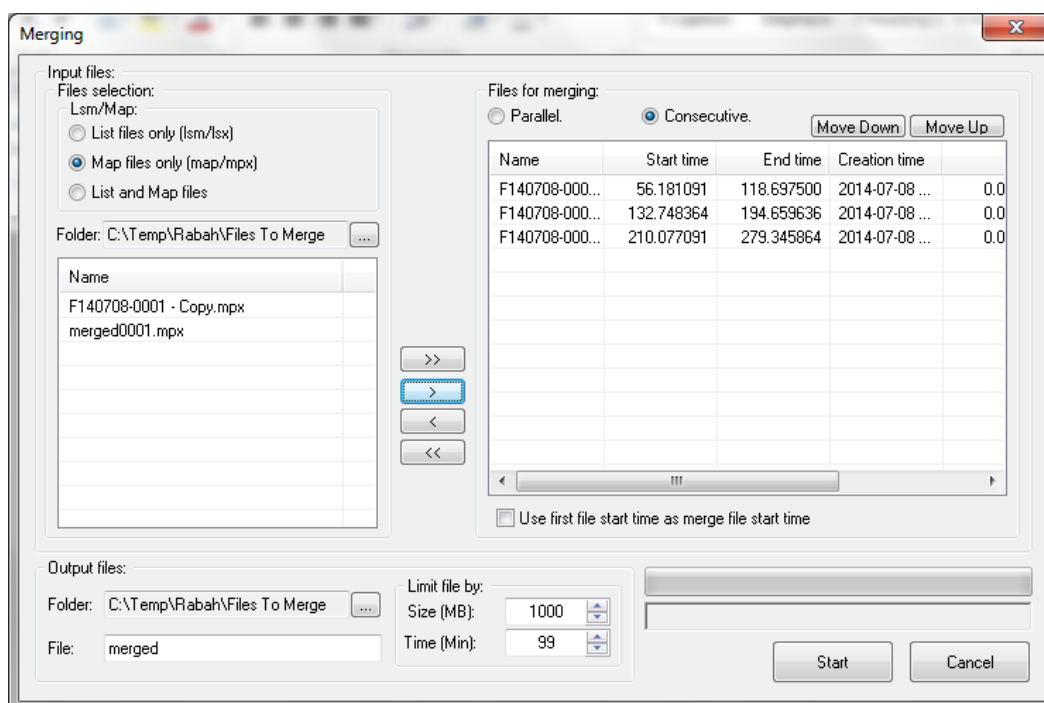 Merging
Input files:
Files selection:
Lsm/Map:
List files only (lsm/lsx)
Map files only (map/mpx)
List and Map files
Folder: C:\Temp\Rabah\Files To Merge ...
Name
F140708-0001 - Copy.mpx
merged0001.mpx
>>
>
<
<<
Files for merging:
Parallel. Consecutive.
Move Down Move Up
Name Start time End time Creation time
F140708-000... 56.181091 118.697500 2014-07-08 ... 0.0
F140708-000... 132.748364 194.659636 2014-07-08 ... 0.0
F140708-000... 210.077091 279.345864 2014-07-08 ... 0.0
Use first file start time as merge file start time
Output files:
Folder: C:\Temp\Rabah\Files To Merge ...
File: merged
Limit file by:
Size (MB): 1000
Time (Min): 99
Start Cancel